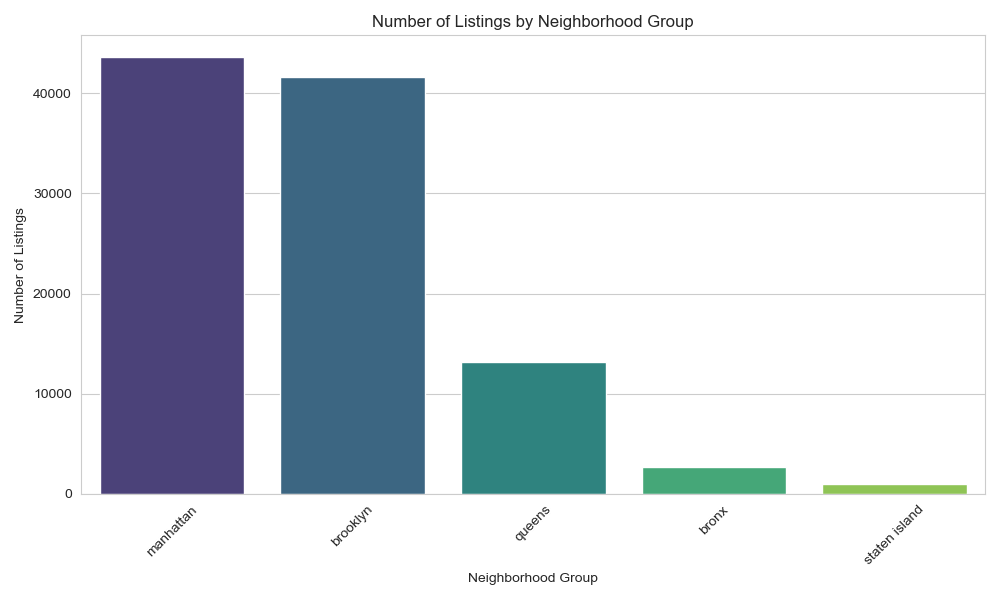 Number of Listings by Neighborhood Group
Number of Listings
40000
30000
20000
10000
0
manhattan
brooklyn
queens
bronx
staten island
Neighborhood Group